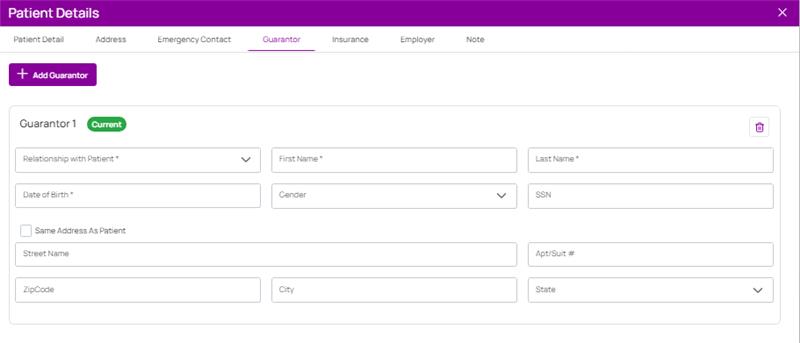 Patient Details
Patient Detail Address Emergency Contact Guarantor Insurance Employer Note
Add Guarantor
Guarantor 1 Current
Relationship with Patient * First Name * Last Name *
Date of Birth * Gender SSN
Same Address As Patient
Street Name Apt/Suit #
ZipCode City State